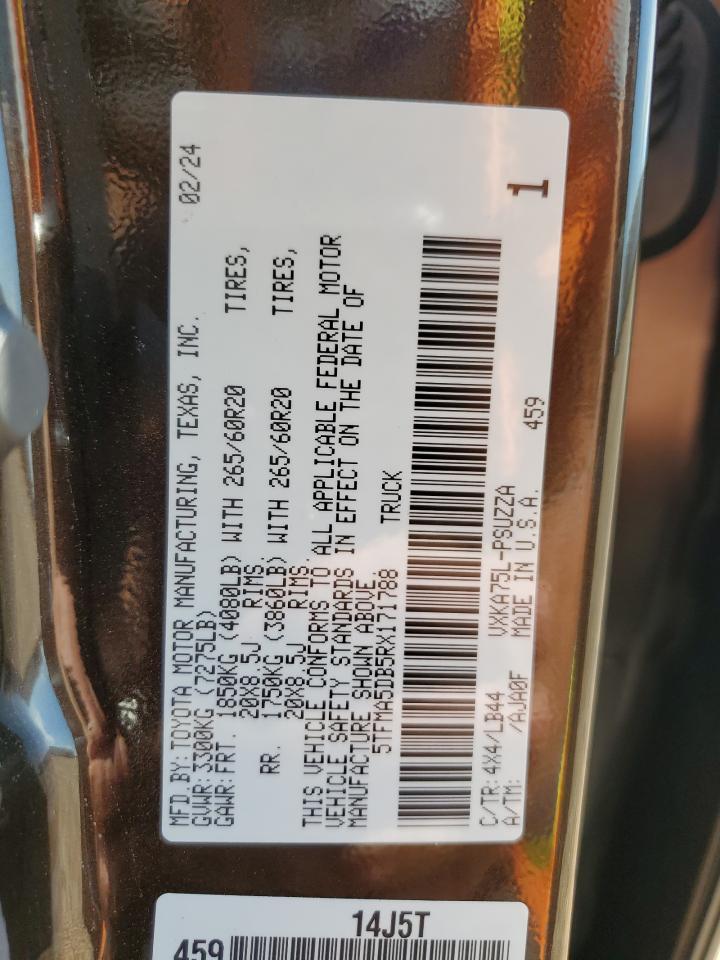 MFD.BY:TOYOTA MOTOR MANUFACTURING, TEXAS, INC. 02/24
GVWR:3300KG (7275LB)
GAWR:FRT. 1850KG (4080LB) WITH 265/60R20 TIRES,
20X8.5J RIMS.
RR. 1750KG (3860LB) WITH 265/60R20 TIRES,
20X8.5J RIMS.
THIS VEHICLE CONFORMS TO ALL APPLICABLE FEDERAL MOTOR
VEHICLE SAFETY STANDARDS IN EFFECT ON THE DATE OF
MANUFACTURE SHOWN ABOVE.
5TFMA5DB5RX171788 TRUCK
C/TR:4X4/LB44 VXKA75L-PSUZZA
A/TM: /AJA0F MADE IN U.S.A. 459 1
14J5T
459